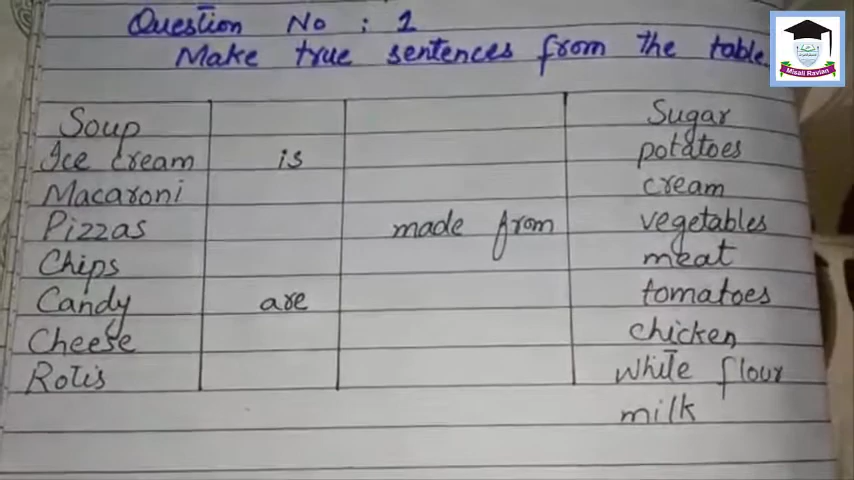 Question No : 1
Make true sentences from the table
Soup Sugar
Ice cream is potatoes
Macaroni cream
Pizzas made from vegetables
Chips meat
Candy are tomatoes
Cheese chicken
Rotis white flour
milk
Misali Ravian